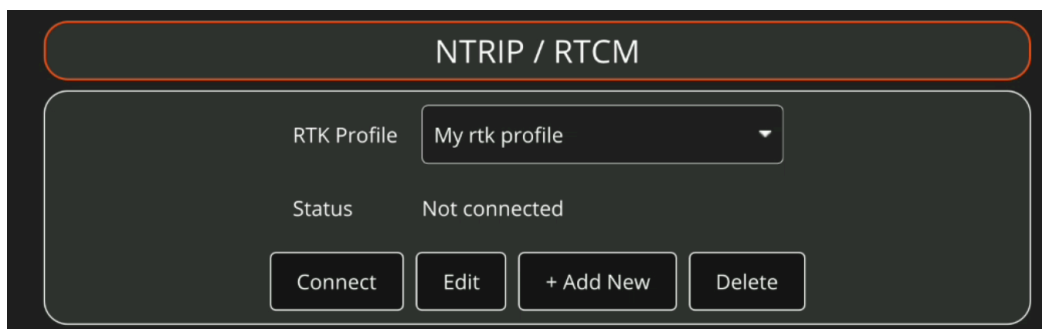 NTRIP / RTCM
RTK Profile My rtk profile
Status Not connected
Connect Edit + Add New Delete